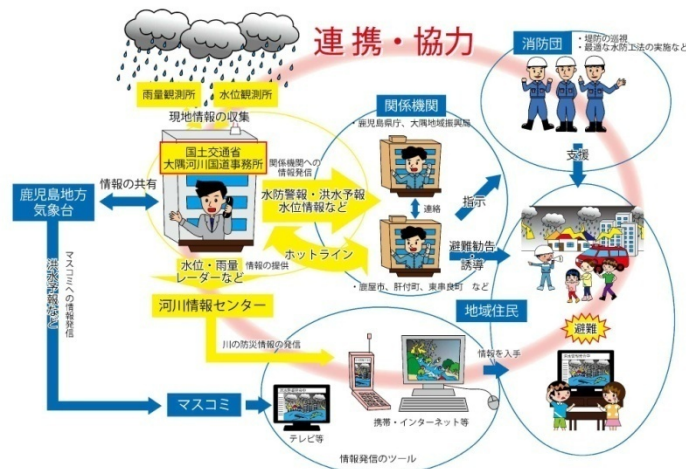 連携・協力
消防団
・堤防の巡視
・最適な水防工法の実施など
雨量観測所
水位観測所
現地情報の収集
関係機関
・鹿児島県庁、大隅地域振興局
国土交通省
大隅河川国道事務所
関係機関への
情報発信
支援
鹿児島地方
気象台
情報の共有
水防警報・洪水予報
水位情報など
連絡
指示
ホットライン
避難勧告・
誘導
水位・雨量
レーダーなど
情報の提供
・鹿屋市、肝付町、東串良町 など
マスコミへの情報発信
洪水予報など
河川情報センター
地域住民
川の防災情報の発信
避難
情報を入手
マスコミ
テレビ等
携帯・インターネット等
情報発信のツール